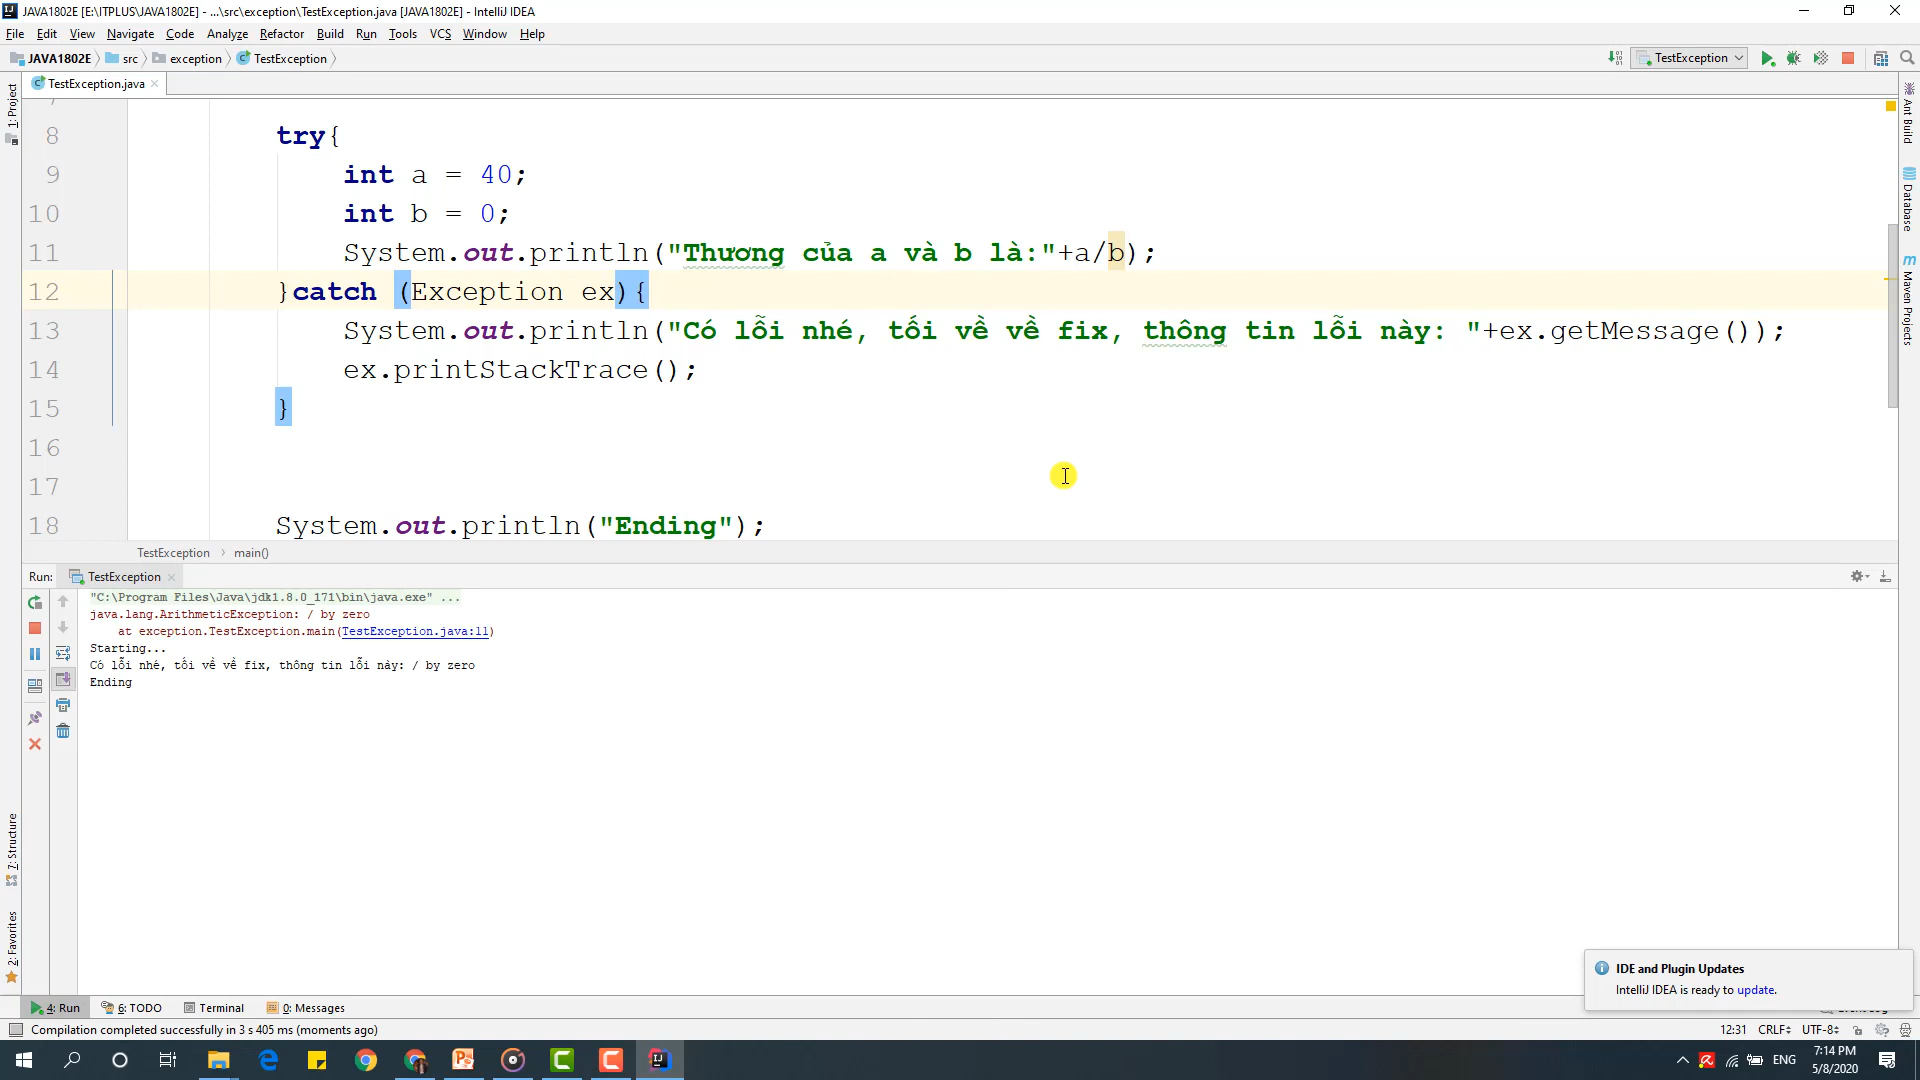 JAVA1802E [E:\ITPLUS\JAVA1802E] - ...\src\exception\TestException.java [JAVA1802E] - IntelliJ IDEA
File Edit View Navigate Code Analyze Refactor Build Run Tools VCS Window Help
JAVA1802E src exception TestException
TestException
TestException.java
1: Project
Ant Build
Database
Maven Projects
8 try{
9 int a = 40;
10 int b = 0;
11 System.out.println("Thương của a và b là:"+a/b);
12 }catch (Exception ex){
13 System.out.println("Có lỗi nhé, tối về về fix, thông tin lỗi này: "+ex.getMessage());
14 ex.printStackTrace();
15 }
16
17
18 System.out.println("Ending");
TestException › main()
Run: TestException
"C:\Program Files\Java\jdk1.8.0_171\bin\java.exe" ...
java.lang.ArithmeticException: / by zero
at exception.TestException.main(TestException.java:11)
Starting...
Có lỗi nhé, tối về về fix, thông tin lỗi này: / by zero
Ending
7: Structure
2: Favorites
IDE and Plugin Updates
IntelliJ IDEA is ready to update.
4: Run 6: TODO Terminal 0: Messages
Compilation completed successfully in 3 s 405 ms (moments ago)
12:31 CRLF UTF-8
ENG
7:14 PM
5/8/2020